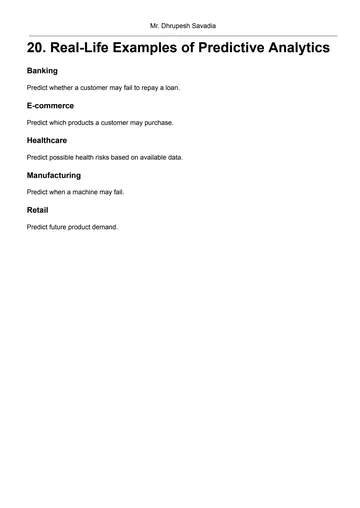 Mr. Dhrupesh Savadia
20. Real-Life Examples of Predictive Analytics
Banking
Predict whether a customer may fail to repay a loan.
E-commerce
Predict which products a customer may purchase.
Healthcare
Predict possible health risks based on available data.
Manufacturing
Predict when a machine may fail.
Retail
Predict future product demand.